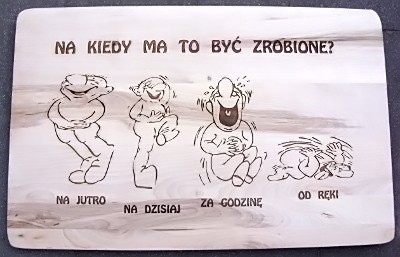 NA KIEDY MA TO BYĆ ZROBIONE?
NA JUTRO
NA DZISIAJ
ZA GODZINĘ
OD RĘKI